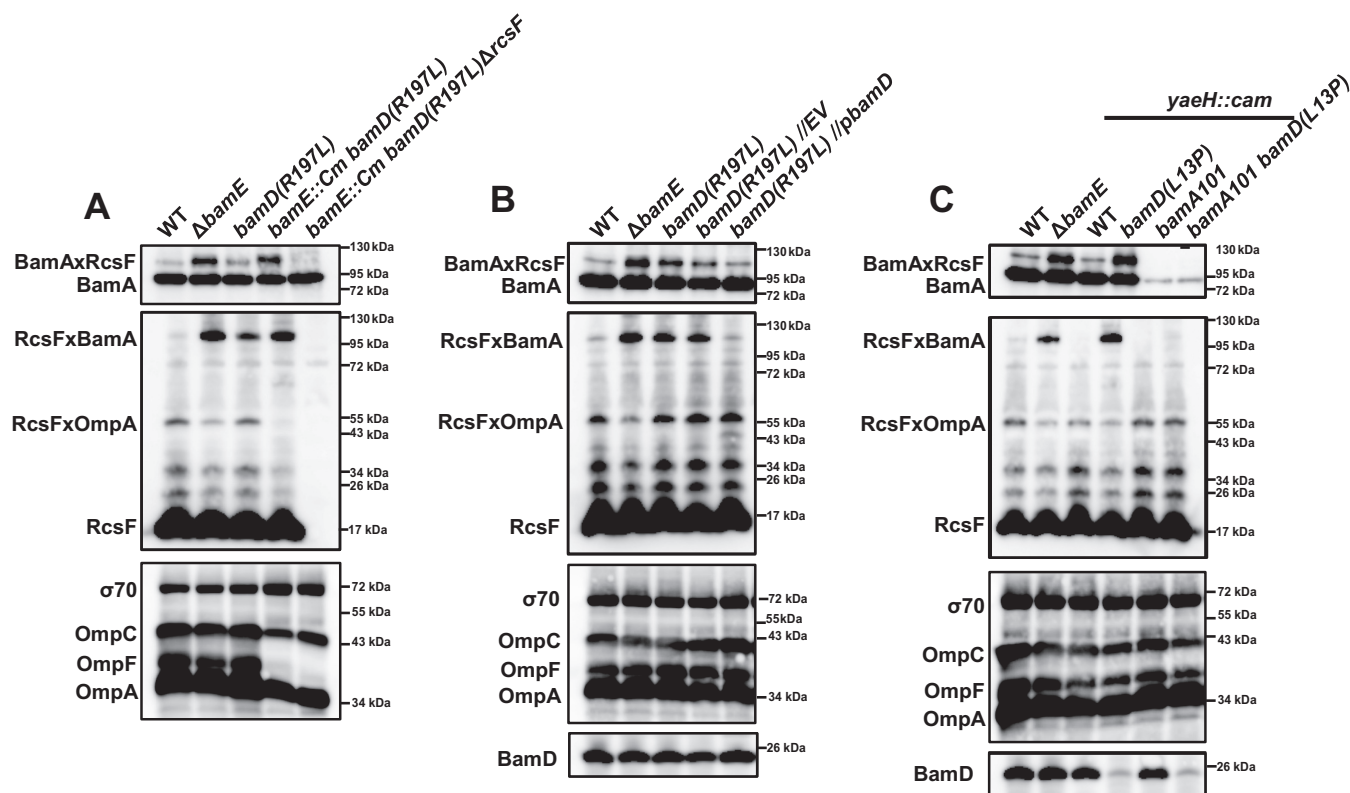 A
WT
ΔbamE
bamD(R197L)
bamE::Cm bamD(R197L)
bamE::Cm bamD(R197L)ΔrcsF
BamAxRcsF
BamA
130 kDa
95 kDa
72 kDa
RcsFxBamA
RcsFxOmpA
RcsF
130 kDa
95 kDa
72 kDa
55 kDa
43 kDa
34 kDa
26 kDa
17 kDa
σ70
OmpC
OmpF
OmpA
72 kDa
55 kDa
43 kDa
34 kDa
B
WT
ΔbamE
bamD(R197L)
bamD(R197L) //EV
bamD(R197L) //pbamD
BamAxRcsF
BamA
130 kDa
95 kDa
72 kDa
RcsFxBamA
RcsFxOmpA
RcsF
130 kDa
95 kDa
72 kDa
55 kDa
43 kDa
34 kDa
26 kDa
17 kDa
σ70
OmpC
OmpF
OmpA
72 kDa
55kDa
43 kDa
34 kDa
BamD
26 kDa
C
yaeH::cam
WT
ΔbamE
WT
bamD(L13P)
bamA101
bamA101 bamD(L13P)
BamAxRcsF
BamA
130 kDa
95 kDa
72 kDa
RcsFxBamA
RcsFxOmpA
RcsF
130 kDa
95 kDa
72 kDa
55 kDa
43 kDa
34 kDa
26 kDa
17 kDa
σ70
OmpC
OmpF
OmpA
72 kDa
55 kDa
43 kDa
34 kDa
BamD
26 kDa